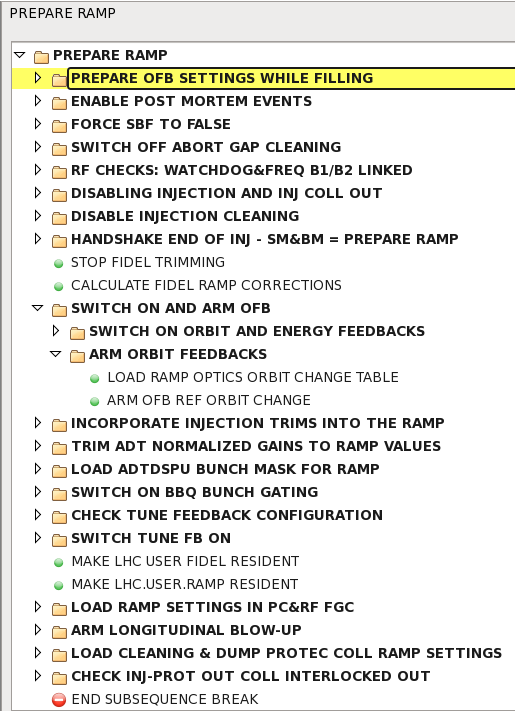 PREPARE RAMP
PREPARE RAMP
PREPARE OFB SETTINGS WHILE FILLING
ENABLE POST MORTEM EVENTS
FORCE SBF TO FALSE
SWITCH OFF ABORT GAP CLEANING
RF CHECKS: WATCHDOG&FREQ B1/B2 LINKED
DISABLING INJECTION AND INJ COLL OUT
DISABLE INJECTION CLEANING
HANDSHAKE END OF INJ - SM&BM = PREPARE RAMP
STOP FIDEL TRIMMING
CALCULATE FIDEL RAMP CORRECTIONS
SWITCH ON AND ARM OFB
SWITCH ON ORBIT AND ENERGY FEEDBACKS
ARM ORBIT FEEDBACKS
LOAD RAMP OPTICS ORBIT CHANGE TABLE
ARM OFB REF ORBIT CHANGE
INCORPORATE INJECTION TRIMS INTO THE RAMP
TRIM ADT NORMALIZED GAINS TO RAMP VALUES
LOAD ADTDSPU BUNCH MASK FOR RAMP
SWITCH ON BBQ BUNCH GATING
CHECK TUNE FEEDBACK CONFIGURATION
SWITCH TUNE FB ON
MAKE LHC USER FIDEL RESIDENT
MAKE LHC.USER.RAMP RESIDENT
LOAD RAMP SETTINGS IN PC&RF FGC
ARM LONGITUDINAL BLOW-UP
LOAD CLEANING & DUMP PROTEC COLL RAMP SETTINGS
CHECK INJ-PROT OUT COLL INTERLOCKED OUT
END SUBSEQUENCE BREAK